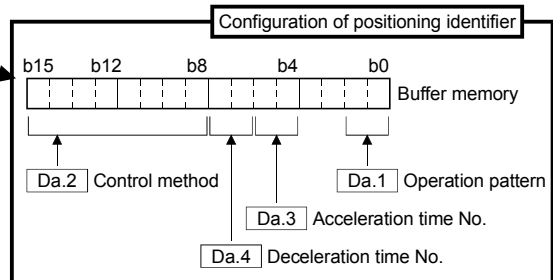 Configuration of positioning identifier
b15 b12 b8 b4 b0
Buffer memory
Da.2 Control method
Da.1 Operation pattern
Da.3 Acceleration time No.
Da.4 Deceleration time No.